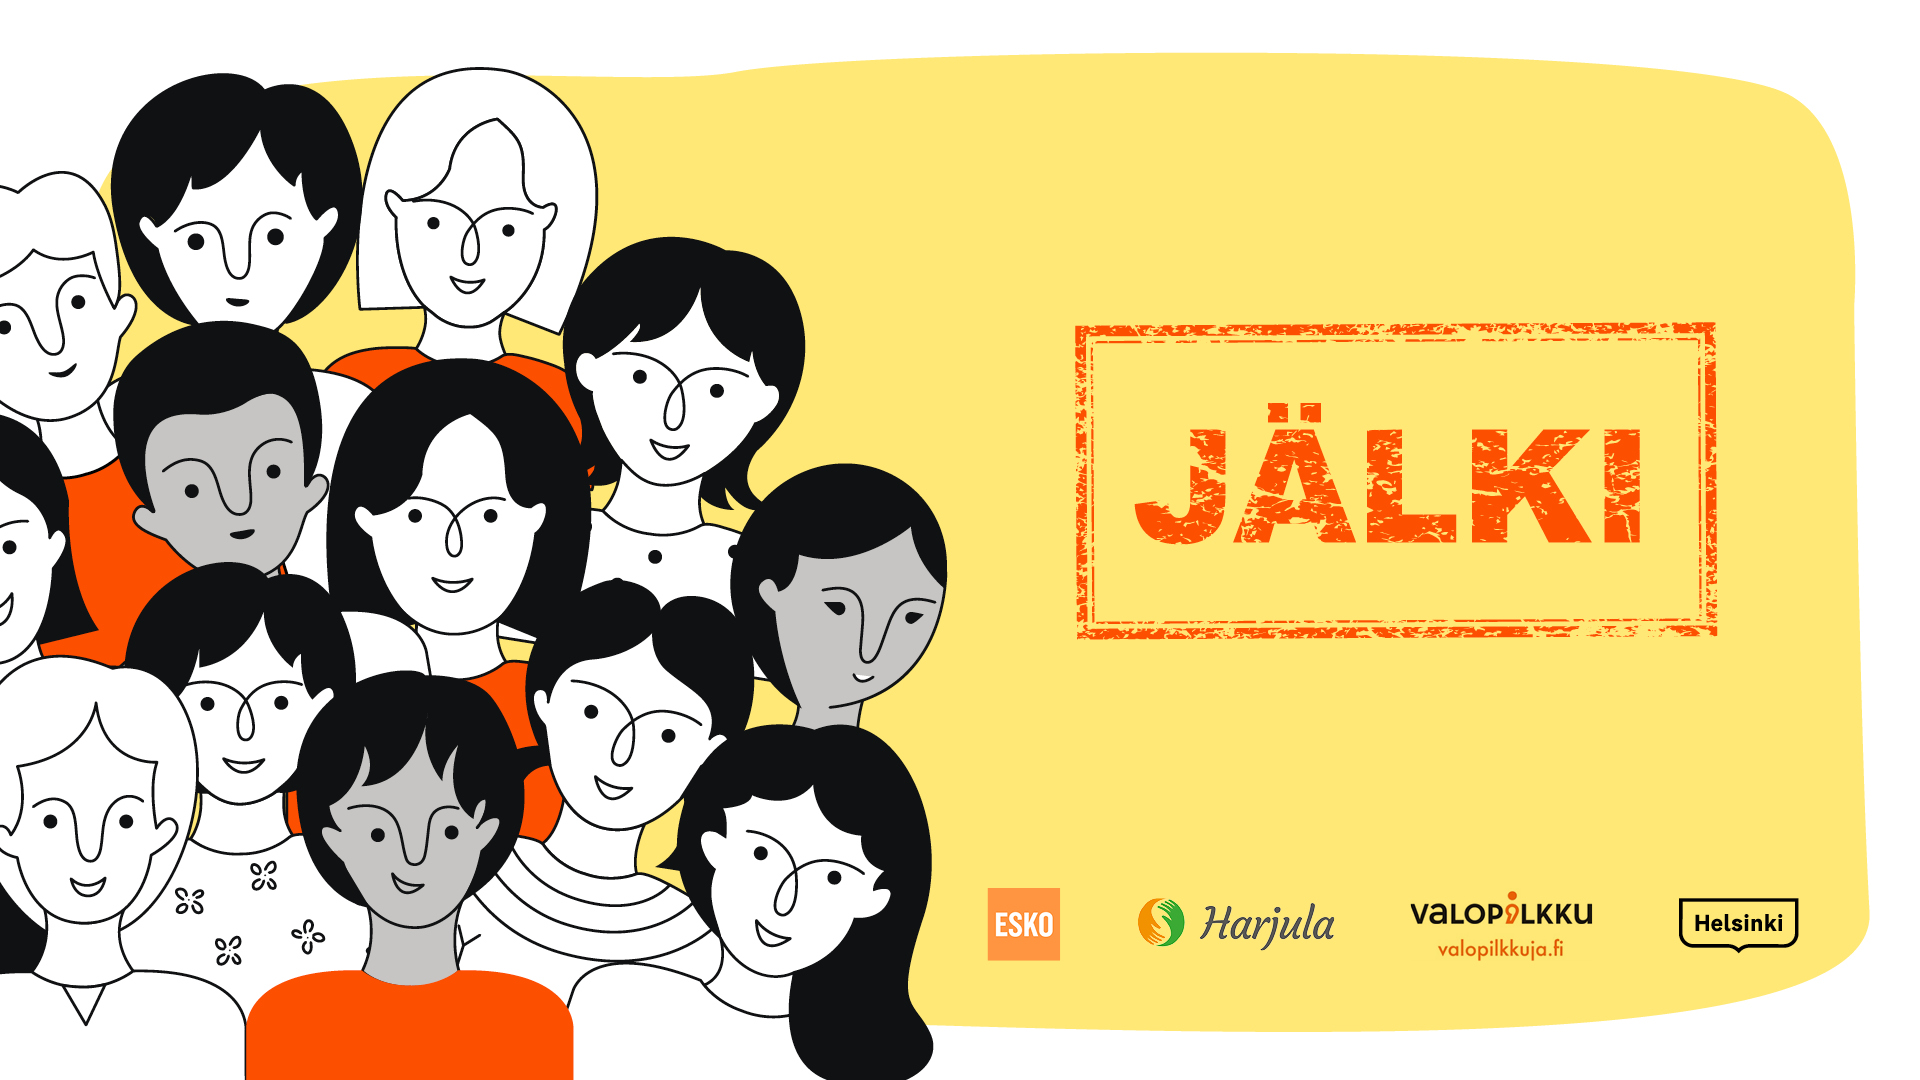 JÄLKI
ESKO
Harjula
VALOPILKKU
valopilkkuja.fi
Helsinki